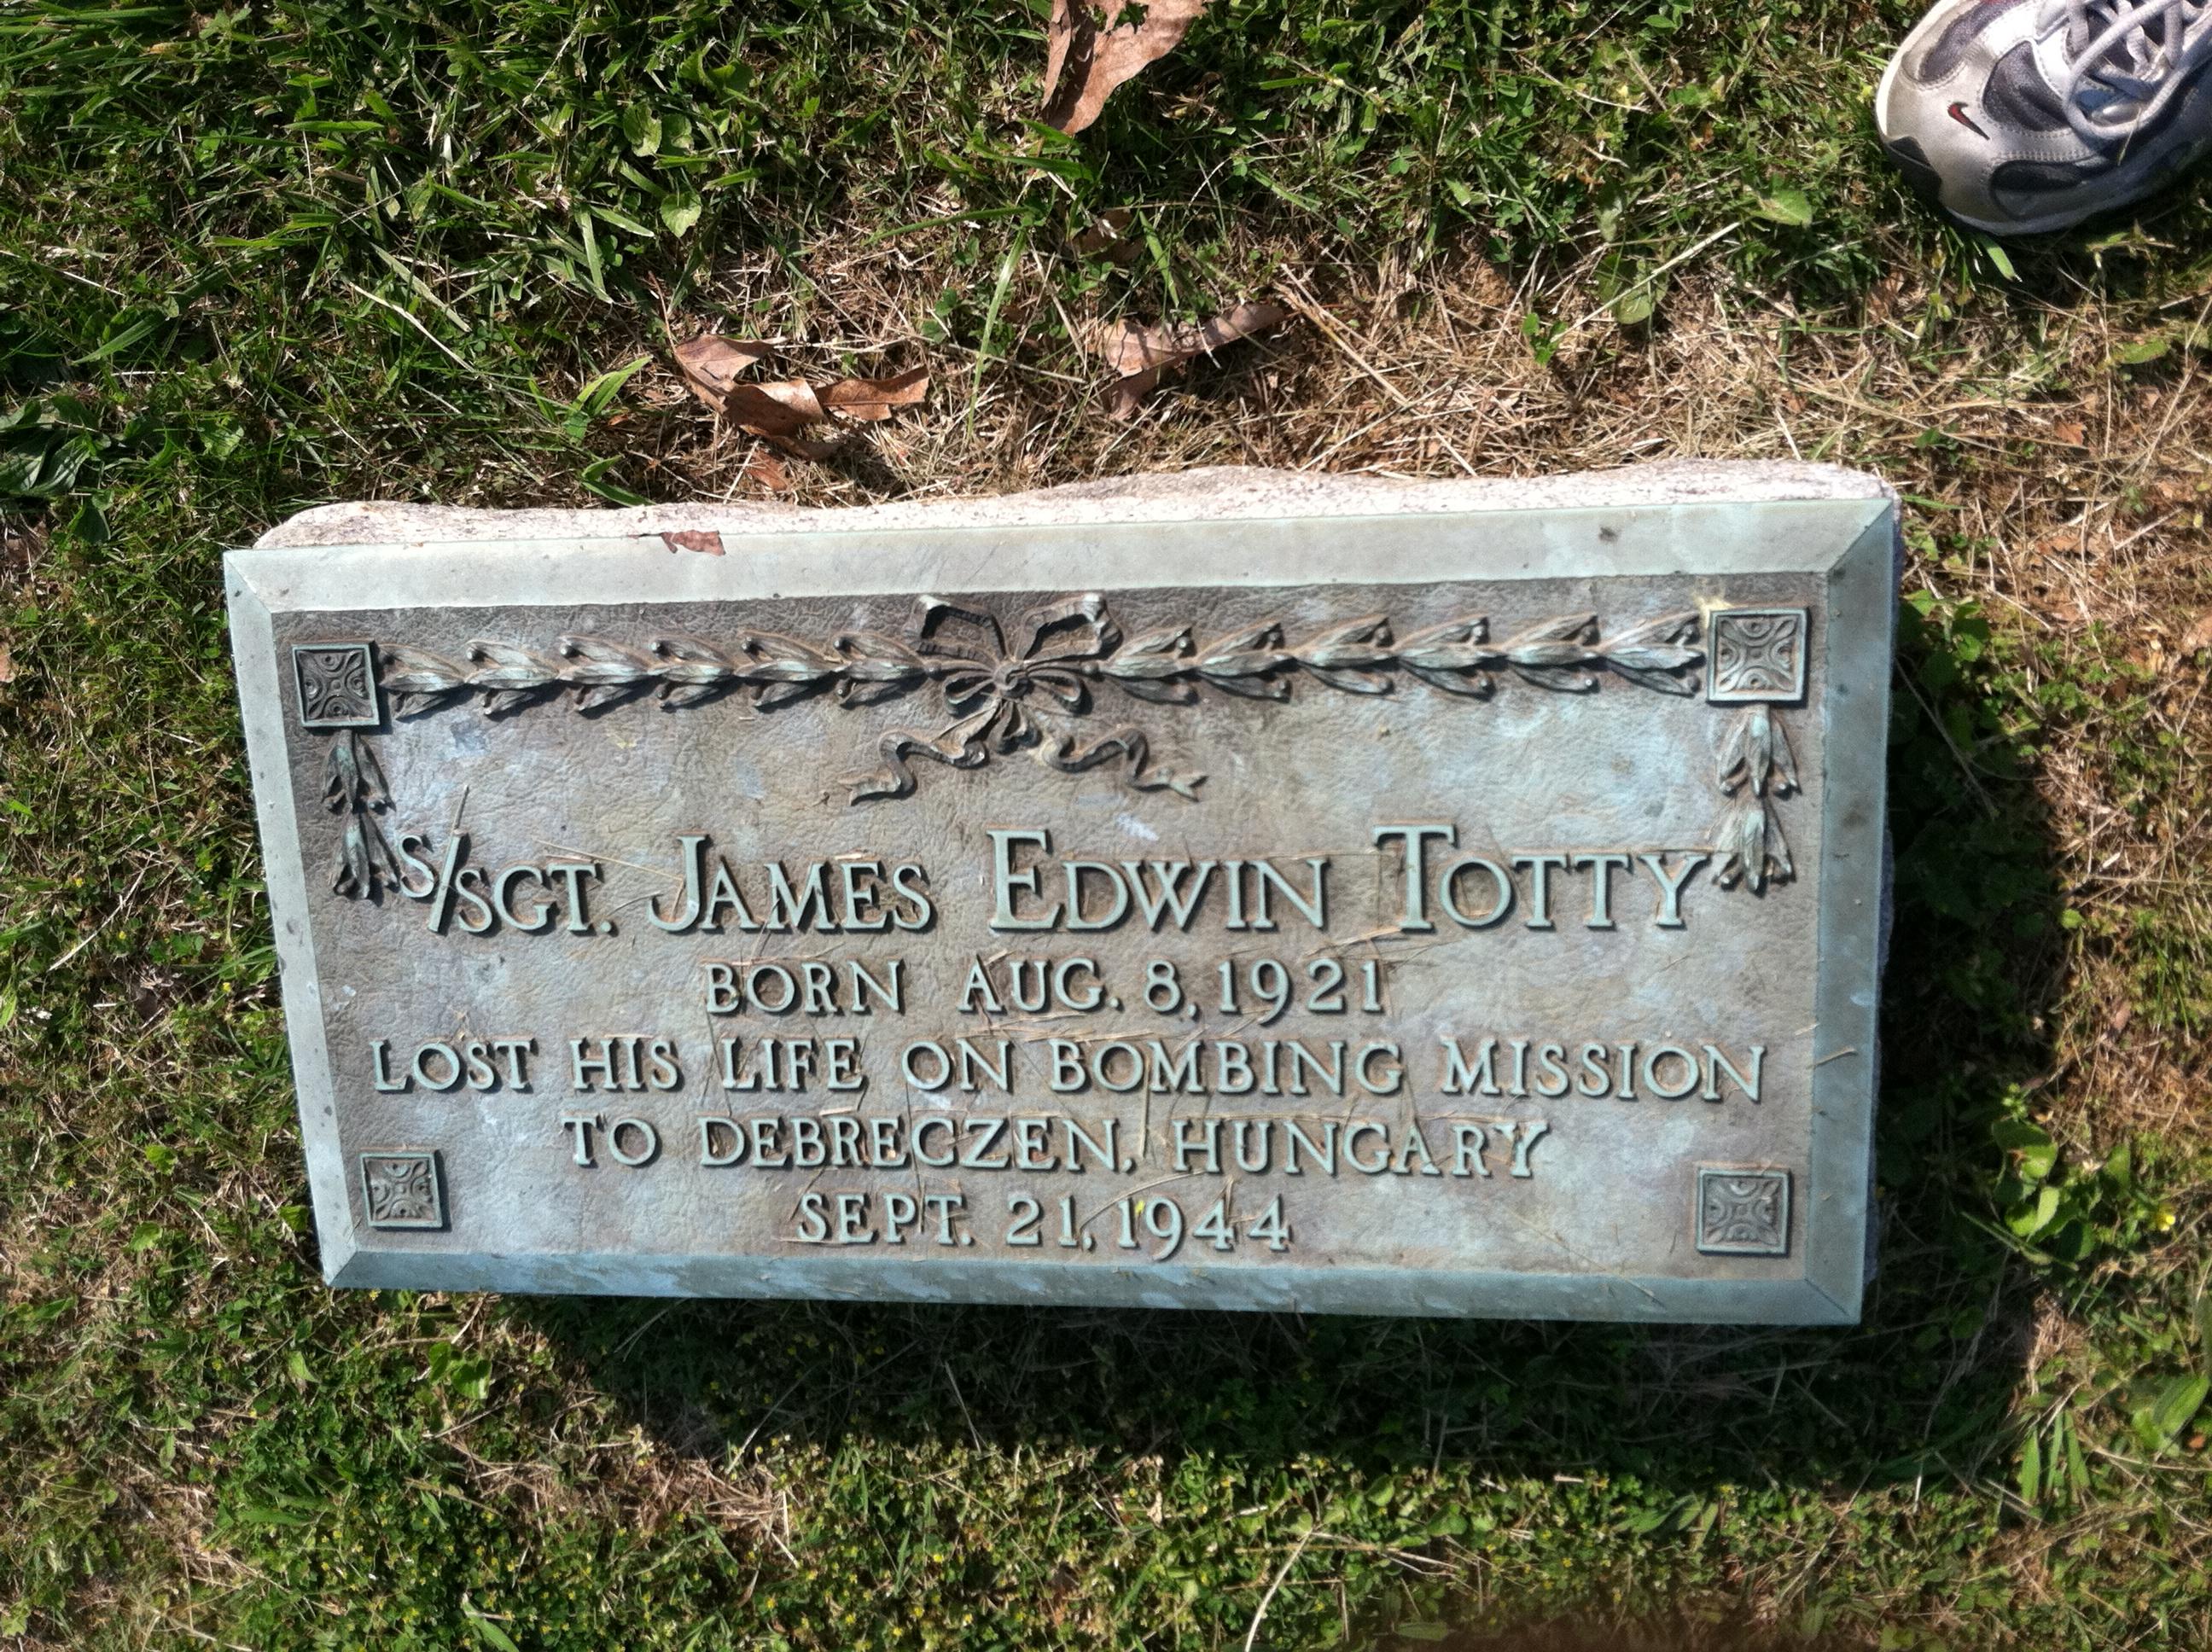 S/SGT. JAMES EDWIN TOTTY
BORN AUG. 8, 1921
LOST HIS LIFE ON BOMBING MISSION
TO DEBRECZEN, HUNGARY
SEPT. 21, 1944